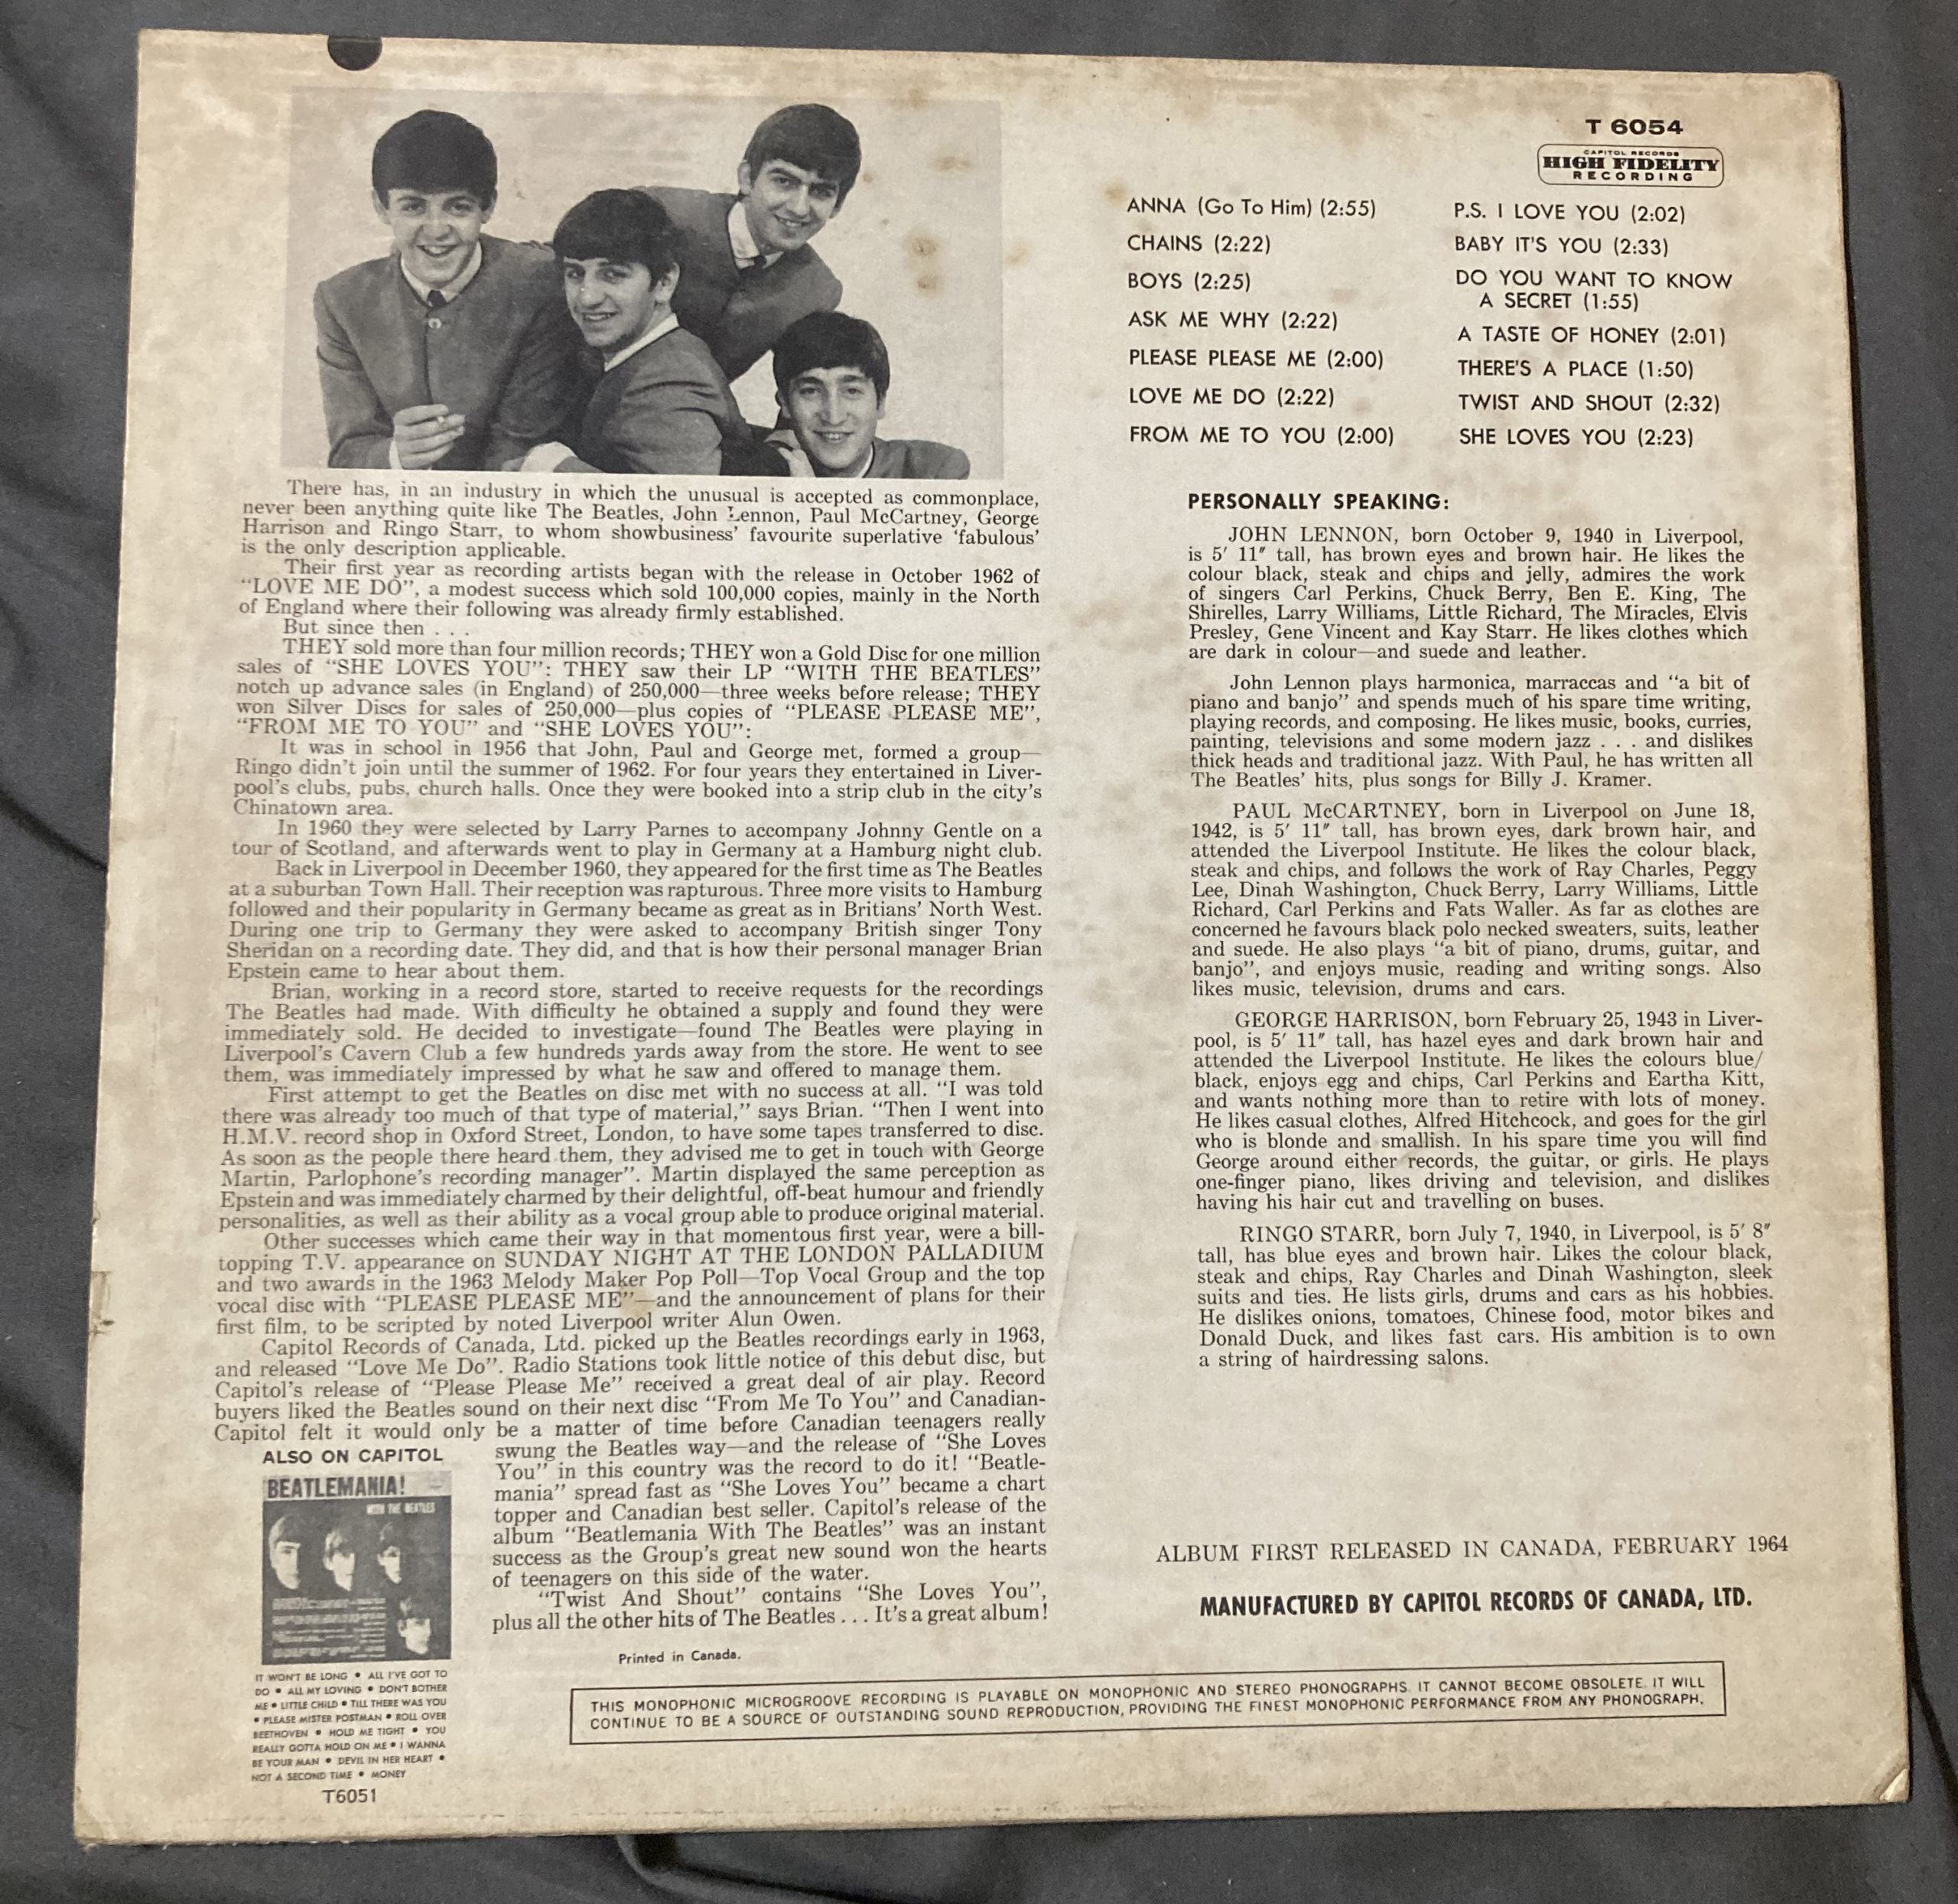 T 6054
CAPITOL RECORDS
HIGH FIDELITY
RECORDING
ANNA (Go To Him) (2:55)
CHAINS (2:22)
BOYS (2:25)
ASK ME WHY (2:22)
PLEASE PLEASE ME (2:00)
LOVE ME DO (2:22)
FROM ME TO YOU (2:00)
P.S. I LOVE YOU (2:02)
BABY IT'S YOU (2:33)
DO YOU WANT TO KNOW
A SECRET (1:55)
A TASTE OF HONEY (2:01)
THERE'S A PLACE (1:50)
TWIST AND SHOUT (2:32)
SHE LOVES YOU (2:23)
There has, in an industry in which the unusual is accepted as commonplace,
never been anything quite like The Beatles, John Lennon, Paul McCartney, George
Harrison and Ringo Starr, to whom showbusiness' favourite superlative 'fabulous'
is the only description applicable.
Their first year as recording artists began with the release in October 1962 of
"LOVE ME DO", a modest success which sold 100,000 copies, mainly in the North
of England where their following was already firmly established.
But since then . . .
THEY sold more than four million records; THEY won a Gold Disc for one million
sales of "SHE LOVES YOU": THEY saw their LP "WITH THE BEATLES"
notch up advance sales (in England) of 250,000—three weeks before release; THEY
won Silver Discs for sales of 250,000—plus copies of "PLEASE PLEASE ME",
"FROM ME TO YOU" and "SHE LOVES YOU":
It was in school in 1956 that John, Paul and George met, formed a group—
Ringo didn't join until the summer of 1962. For four years they entertained in Liver-
pool's clubs, pubs, church halls. Once they were booked into a strip club in the city's
Chinatown area.
In 1960 they were selected by Larry Parnes to accompany Johnny Gentle on a
tour of Scotland, and afterwards went to play in Germany at a Hamburg night club.
Back in Liverpool in December 1960, they appeared for the first time as The Beatles
at a suburban Town Hall. Their reception was rapturous. Three more visits to Hamburg
followed and their popularity in Germany became as great as in Britians' North West.
During one trip to Germany they were asked to accompany British singer Tony
Sheridan on a recording date. They did, and that is how their personal manager Brian
Epstein came to hear about them.
Brian, working in a record store, started to receive requests for the recordings
The Beatles had made. With difficulty he obtained a supply and found they were
immediately sold. He decided to investigate—found The Beatles were playing in
Liverpool's Cavern Club a few hundreds yards away from the store. He went to see
them, was immediately impressed by what he saw and offered to manage them.
First attempt to get the Beatles on disc met with no success at all. "I was told
there was already too much of that type of material," says Brian. "Then I went into
H.M.V. record shop in Oxford Street, London, to have some tapes transferred to disc.
As soon as the people there heard them, they advised me to get in touch with George
Martin, Parlophone's recording manager". Martin displayed the same perception as
Epstein and was immediately charmed by their delightful, off-beat humour and friendly
personalities, as well as their ability as a vocal group able to produce original material.
Other successes which came their way in that momentous first year, were a bill-
topping T.V. appearance on SUNDAY NIGHT AT THE LONDON PALLADIUM
and two awards in the 1963 Melody Maker Pop Poll—Top Vocal Group and the top
vocal disc with "PLEASE PLEASE ME"—and the announcement of plans for their
first film, to be scripted by noted Liverpool writer Alun Owen.
Capitol Records of Canada, Ltd. picked up the Beatles recordings early in 1963,
and released "Love Me Do". Radio Stations took little notice of this debut disc, but
Capitol's release of "Please Please Me" received a great deal of air play. Record
buyers liked the Beatles sound on their next disc "From Me To You" and Canadian-
Capitol felt it would only be a matter of time before Canadian teenagers really
swung the Beatles way—and the release of "She Loves
You" in this country was the record to do it! "Beatle-
mania" spread fast as "She Loves You" became a chart
topper and Canadian best seller. Capitol's release of the
album "Beatlemania With The Beatles" was an instant
success as the Group's great new sound won the hearts
of teenagers on this side of the water.
"Twist And Shout" contains "She Loves You",
plus all the other hits of The Beatles . . . It's a great album!
ALSO ON CAPITOL
BEATLEMANIA!
WITH THE BEATLES
IT WON'T BE LONG • ALL I'VE GOT TO
DO • ALL MY LOVING • DON'T BOTHER
ME • LITTLE CHILD • TILL THERE WAS YOU
• PLEASE MISTER POSTMAN • ROLL OVER
BEETHOVEN • HOLD ME TIGHT • YOU
REALLY GOTTA HOLD ON ME • I WANNA
BE YOUR MAN • DEVIL IN HER HEART •
NOT A SECOND TIME • MONEY
T6051
Printed in Canada.
PERSONALLY SPEAKING:
JOHN LENNON, born October 9, 1940 in Liverpool,
is 5' 11" tall, has brown eyes and brown hair. He likes the
colour black, steak and chips and jelly, admires the work
of singers Carl Perkins, Chuck Berry, Ben E. King, The
Shirelles, Larry Williams, Little Richard, The Miracles, Elvis
Presley, Gene Vincent and Kay Starr. He likes clothes which
are dark in colour—and suede and leather.
John Lennon plays harmonica, marraccas and "a bit of
piano and banjo" and spends much of his spare time writing,
playing records, and composing. He likes music, books, curries,
painting, televisions and some modern jazz . . . and dislikes
thick heads and traditional jazz. With Paul, he has written all
The Beatles' hits, plus songs for Billy J. Kramer.
PAUL McCARTNEY, born in Liverpool on June 18,
1942, is 5' 11" tall, has brown eyes, dark brown hair, and
attended the Liverpool Institute. He likes the colour black,
steak and chips, and follows the work of Ray Charles, Peggy
Lee, Dinah Washington, Chuck Berry, Larry Williams, Little
Richard, Carl Perkins and Fats Waller. As far as clothes are
concerned he favours black polo necked sweaters, suits, leather
and suede. He also plays "a bit of piano, drums, guitar, and
banjo", and enjoys music, reading and writing songs. Also
likes music, television, drums and cars.
GEORGE HARRISON, born February 25, 1943 in Liver-
pool, is 5' 11" tall, has hazel eyes and dark brown hair and
attended the Liverpool Institute. He likes the colours blue/
black, enjoys egg and chips, Carl Perkins and Eartha Kitt,
and wants nothing more than to retire with lots of money.
He likes casual clothes, Alfred Hitchcock, and goes for the girl
who is blonde and smallish. In his spare time you will find
George around either records, the guitar, or girls. He plays
one-finger piano, likes driving and television, and dislikes
having his hair cut and travelling on buses.
RINGO STARR, born July 7, 1940, in Liverpool, is 5' 8"
tall, has blue eyes and brown hair. Likes the colour black,
steak and chips, Ray Charles and Dinah Washington, sleek
suits and ties. He lists girls, drums and cars as his hobbies.
He dislikes onions, tomatoes, Chinese food, motor bikes and
Donald Duck, and likes fast cars. His ambition is to own
a string of hairdressing salons.
ALBUM FIRST RELEASED IN CANADA, FEBRUARY 1964
MANUFACTURED BY CAPITOL RECORDS OF CANADA, LTD.
THIS MONOPHONIC MICROGROOVE RECORDING IS PLAYABLE ON MONOPHONIC AND STEREO PHONOGRAPHS. IT CANNOT BECOME OBSOLETE. IT WILL
CONTINUE TO BE A SOURCE OF OUTSTANDING SOUND REPRODUCTION, PROVIDING THE FINEST MONOPHONIC PERFORMANCE FROM ANY PHONOGRAPH.